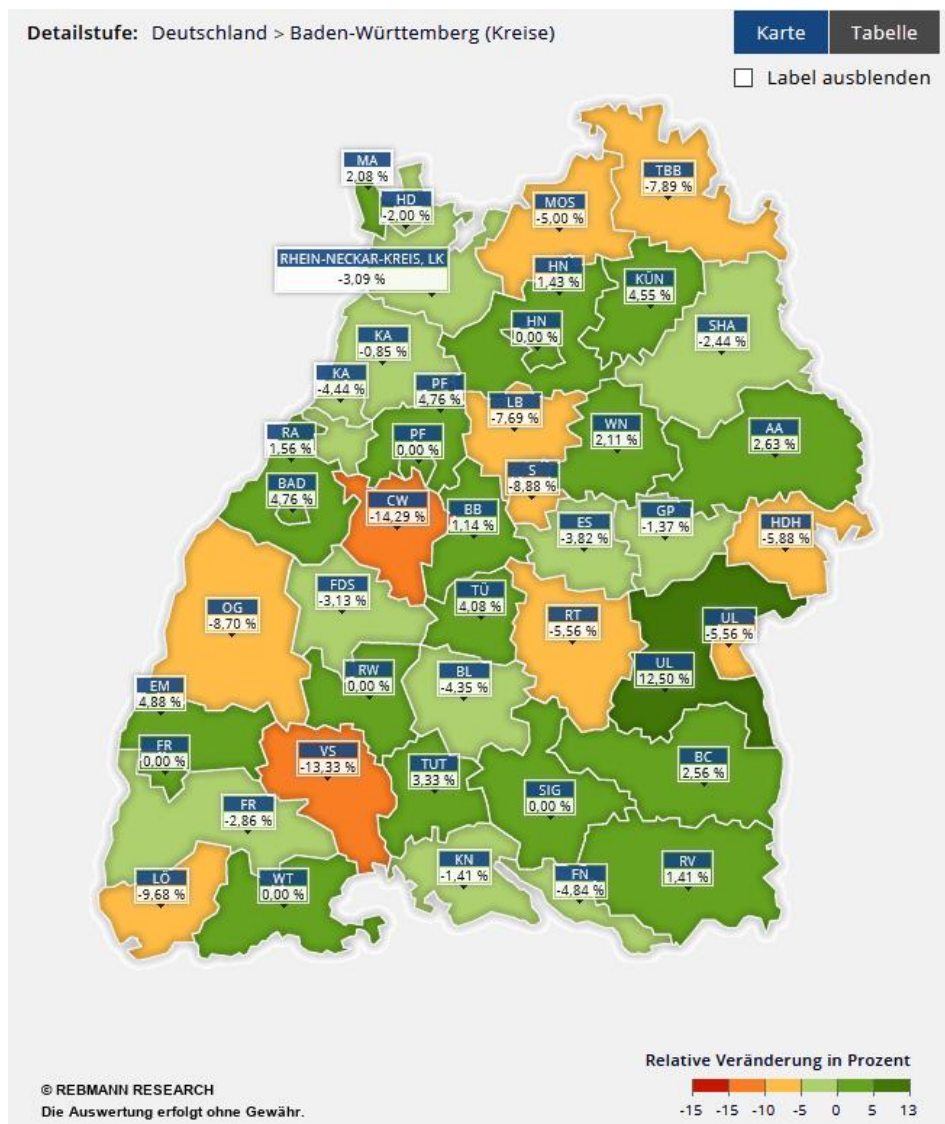 Detailstufe: Deutschland > Baden-Württemberg (Kreise)
Karte
Tabelle
Label ausblenden
MA
2,08 %
HD
-2,00 %
TBB
-7,89 %
MOS
-5,00 %
RHEIN-NECKAR-KREIS, LK
-3,09 %
HN
1,43 %
KÜN
4,55 %
HN
0,00 %
SHA
-2,44 %
KA
-0,85 %
KA
-4,44 %
PF
4,76 %
LB
-7,69 %
WN
2,11 %
AA
2,63 %
RA
1,56 %
PF
0,00 %
S
-8,88 %
BAD
4,76 %
CW
-14,29 %
BB
1,14 %
ES
-3,82 %
GP
-1,37 %
HDH
-5,88 %
FDS
-3,13 %
TÜ
4,08 %
OG
-8,70 %
RT
-5,56 %
UL
-5,56 %
RW
0,00 %
BL
-4,35 %
UL
12,50 %
EM
4,88 %
FR
0,00 %
VS
-13,33 %
TUT
3,33 %
BC
2,56 %
SIG
0,00 %
FR
-2,86 %
LÖ
-9,68 %
WT
0,00 %
KN
-1,41 %
FN
-4,84 %
RV
1,41 %
Relative Veränderung in Prozent
-15 -15 -10 -5 0 5 13
© REBMANN RESEARCH
Die Auswertung erfolgt ohne Gewähr.